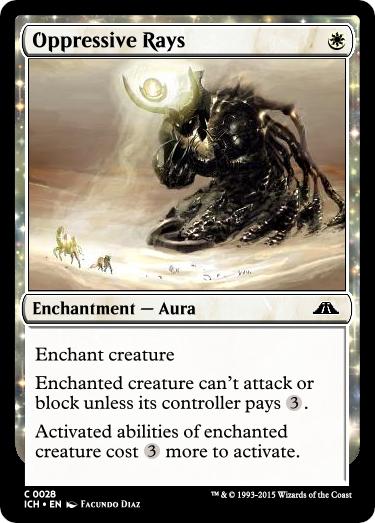 Oppressive Rays
Enchantment — Aura
Enchant creature
Enchanted creature can't attack or
block unless its controller pays 3.
Activated abilities of enchanted
creature cost 3 more to activate.
C 0028
ICH • EN Facundo Diaz
™ & © 1993-2015 Wizards of the Coast